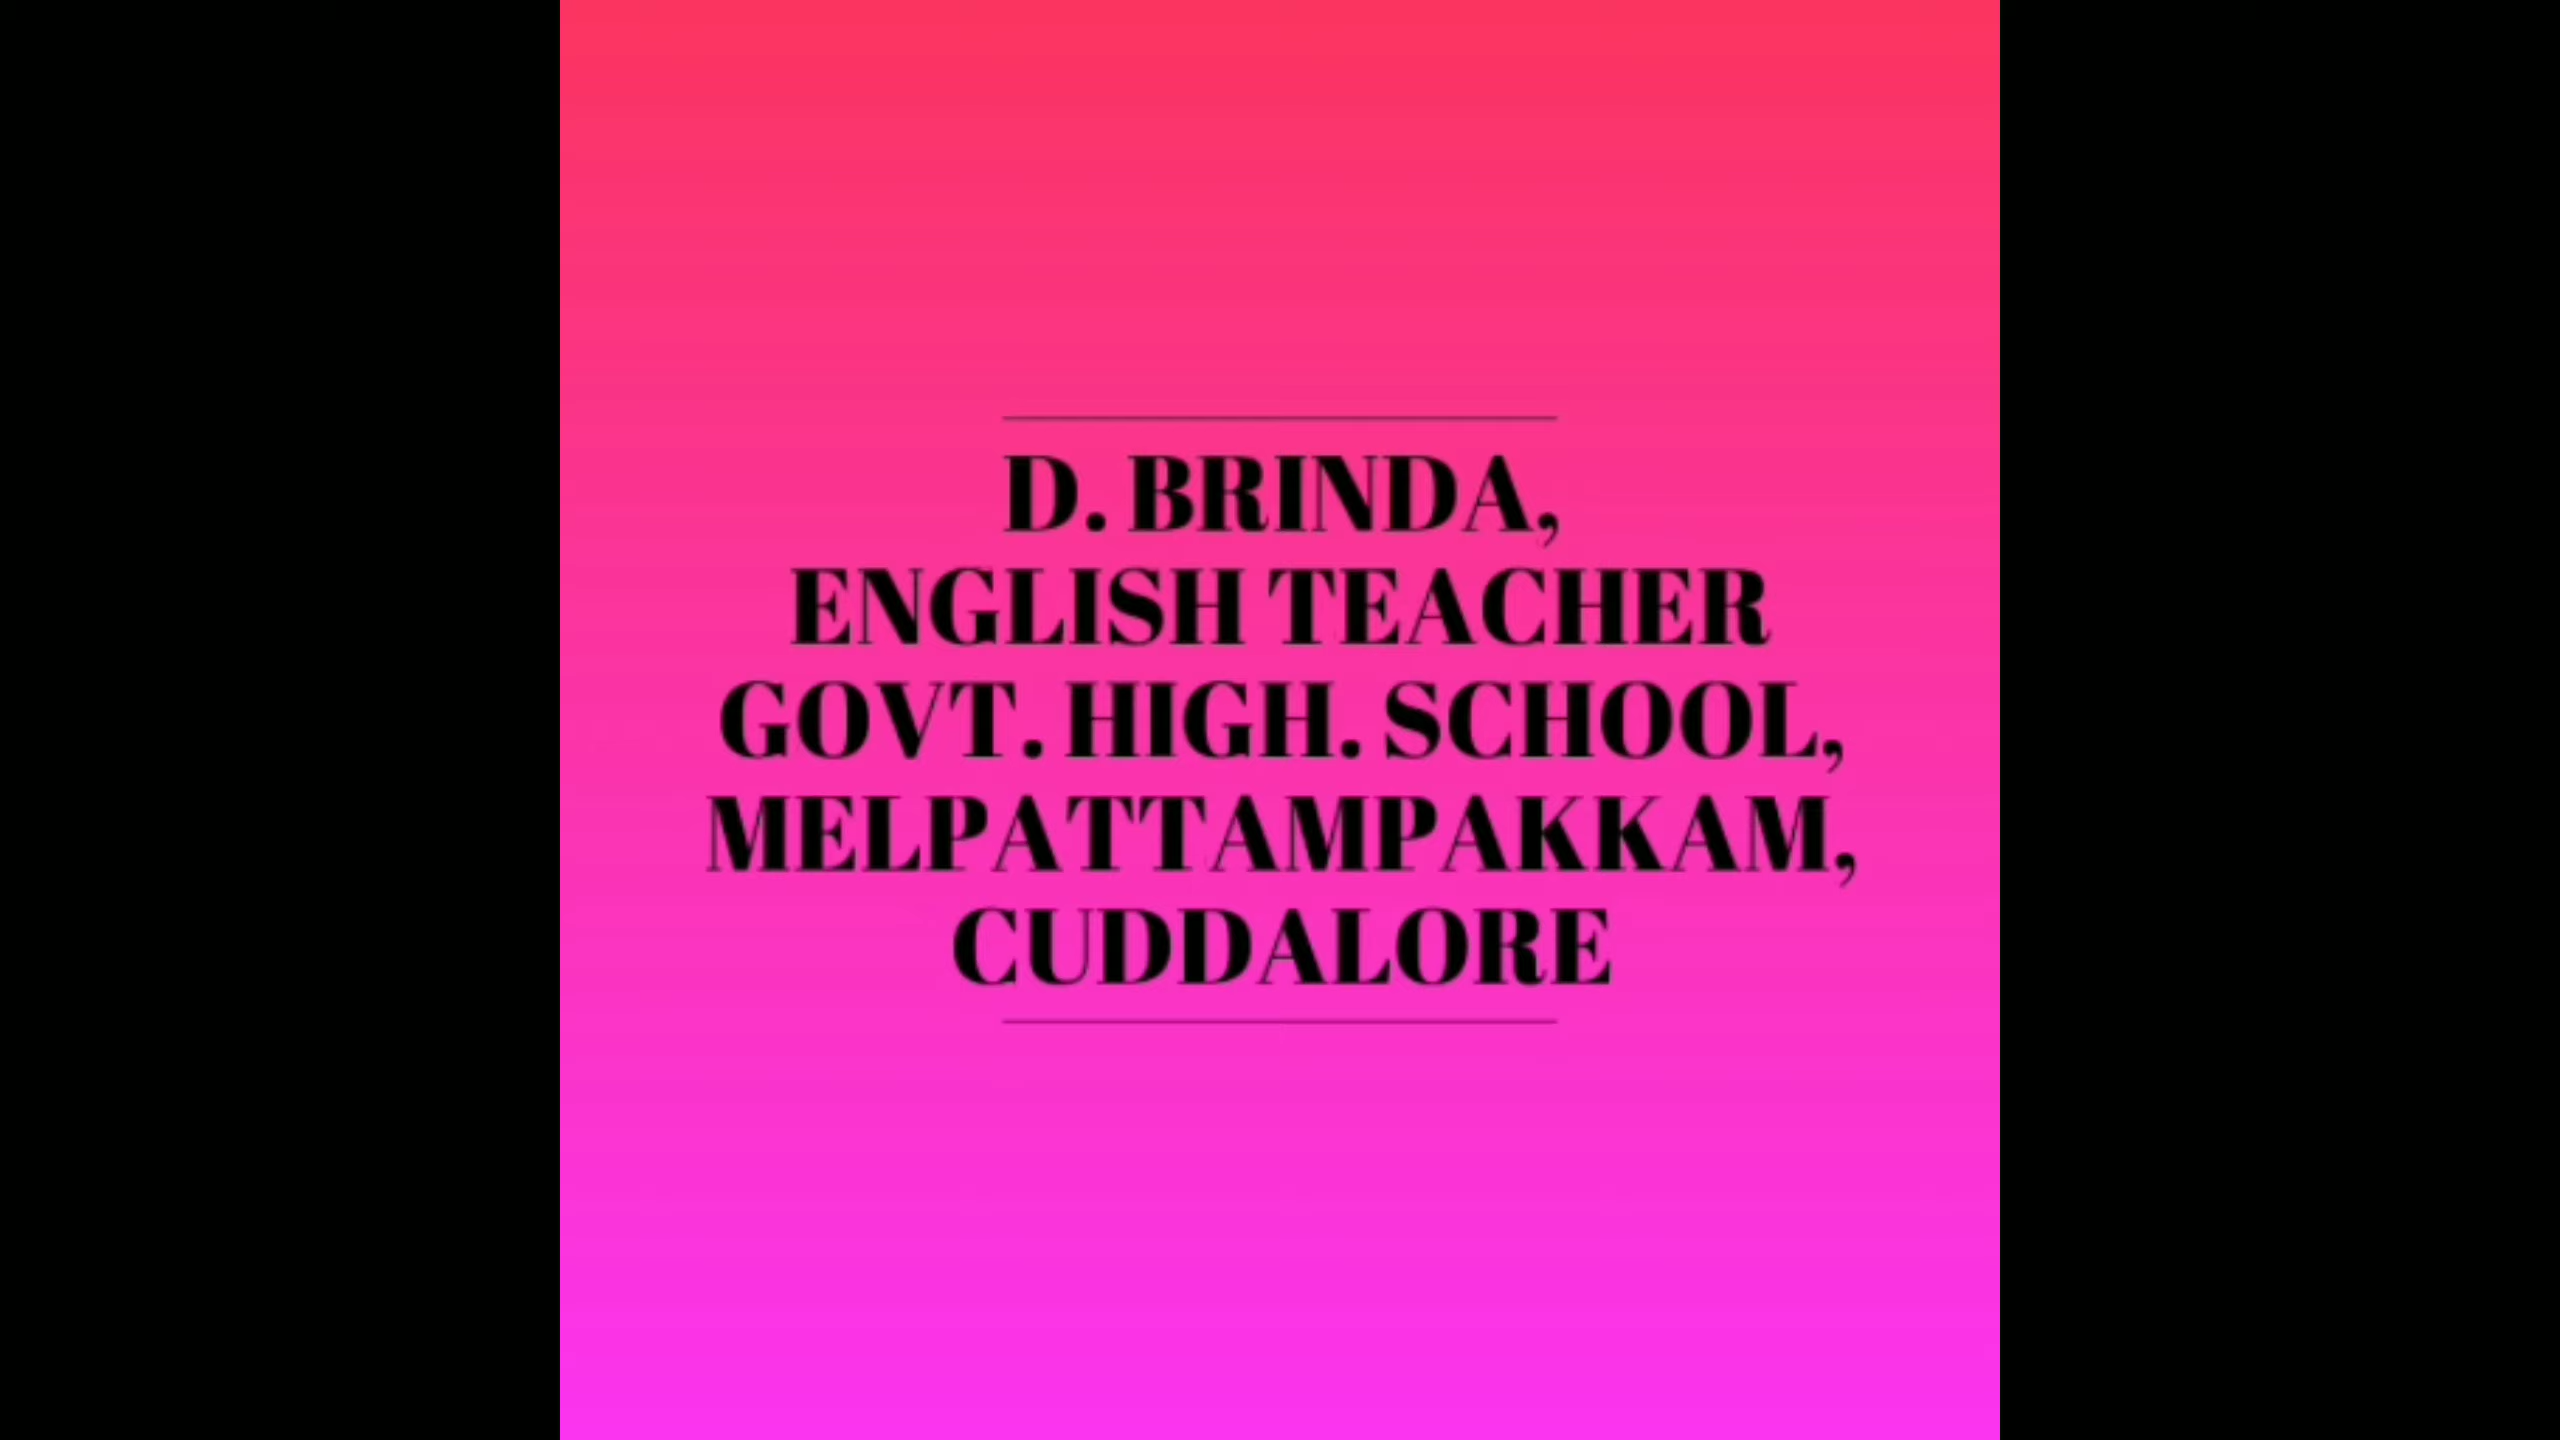 D. BRINDA,
ENGLISH TEACHER
GOVT. HIGH. SCHOOL,
MELPATTAMPAKKAM,
CUDDALORE